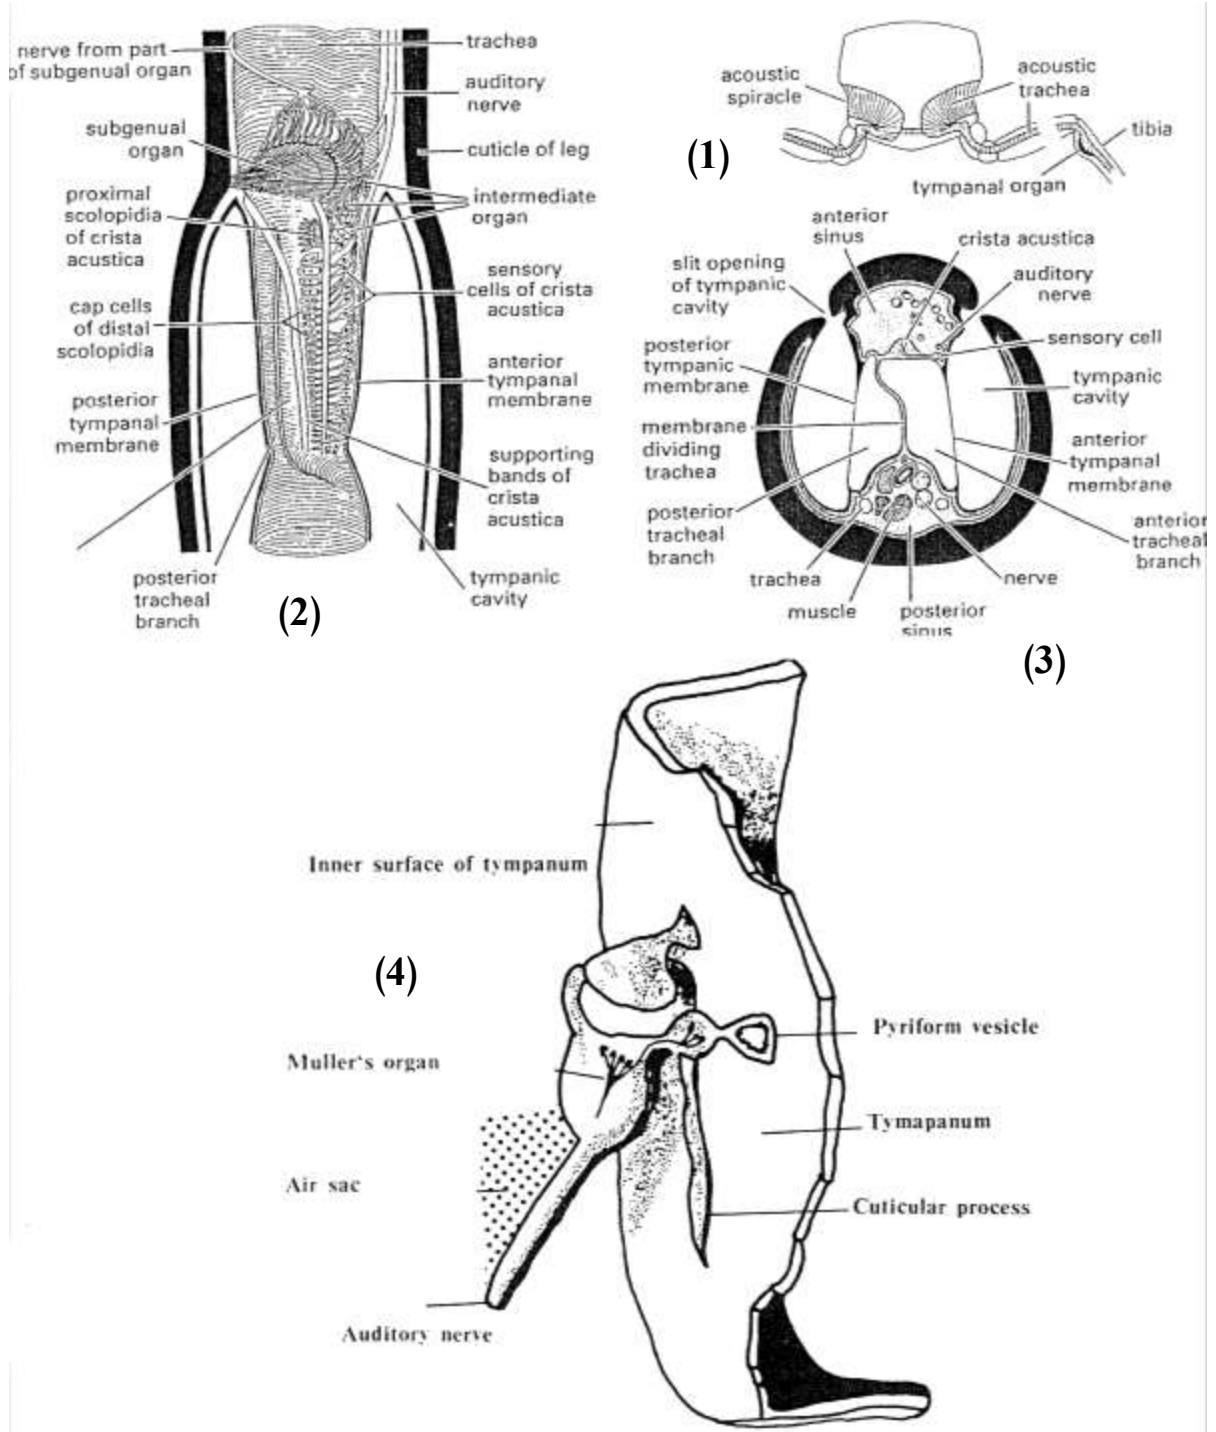 nerve from part
of subgenual organ
subgenual
organ
proximal
scolopidia
of crista
acustica
cap cells
of distal
scolopidia
posterior
tympanal
membrane
posterior
tracheal
branch
trachea
auditory
nerve
cuticle of leg
intermediate
organ
sensory
cells of crista
acustica
anterior
tympanal
membrane
supporting
bands of
crista
acustica
tympanic
cavity
(2)
acoustic
spiracle
acoustic
trachea
tibia
tympanal organ
(1)
anterior
sinus
slit opening
of tympanic
cavity
posterior
tympanic
membrane
membrane
dividing
trachea
posterior
tracheal
branch
trachea
muscle
posterior
sinus
nerve
crista acustica
auditory
nerve
sensory cell
tympanic
cavity
anterior
tympanal
membrane
anterior
tracheal
branch
(3)
Inner surface of tympanum
(4)
Muller's organ
Air sac
Auditory nerve
Pyriform vesicle
Tymapanum
Cuticular process